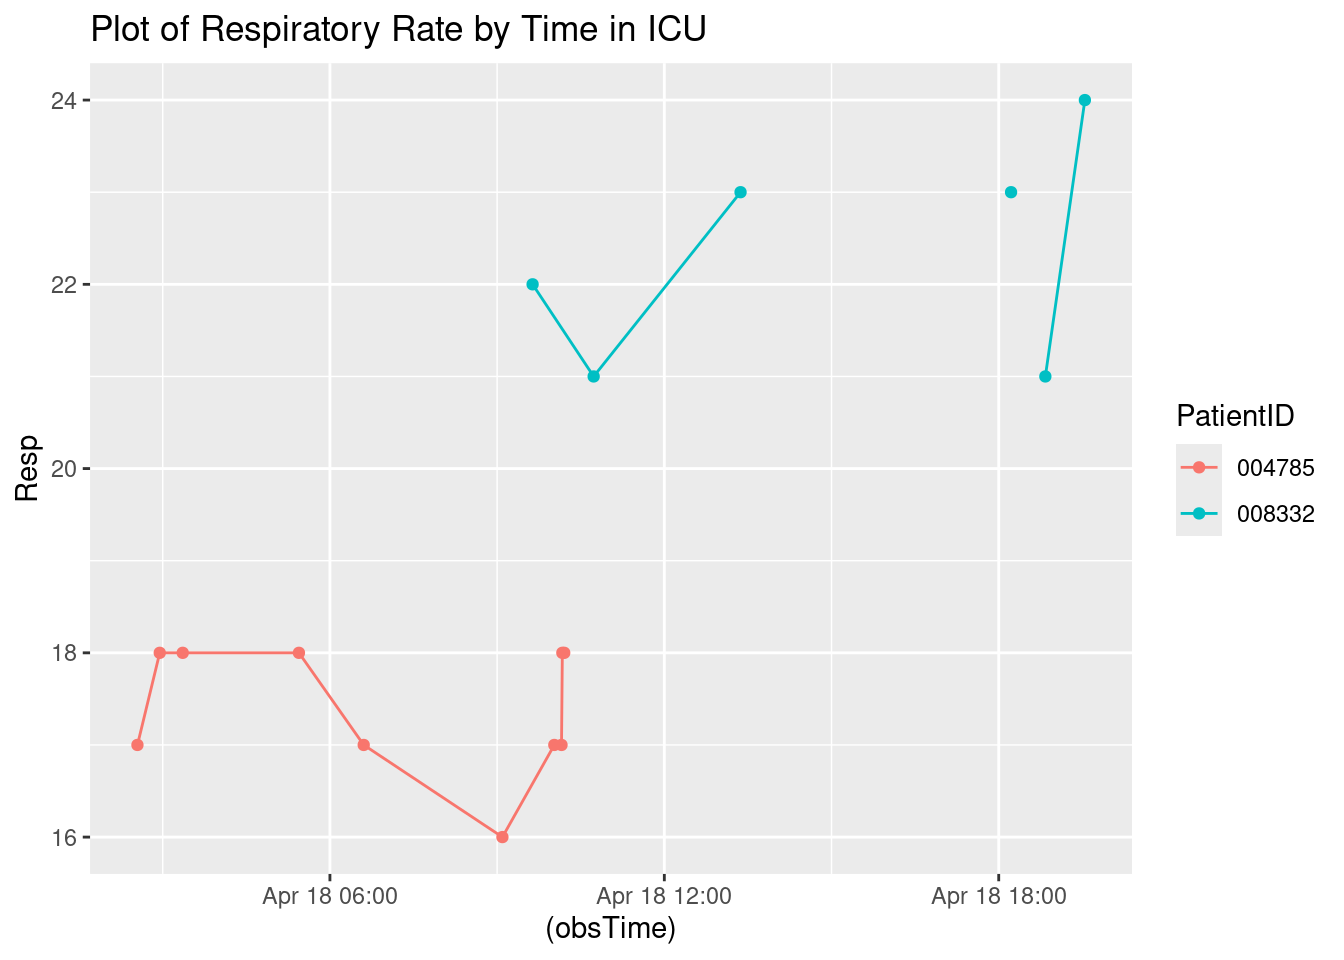 Plot of Respiratory Rate by Time in ICU
24
22
20
18
16
Resp
Apr 18 06:00
Apr 18 12:00
Apr 18 18:00
(obsTime)
PatientID
004785
008332